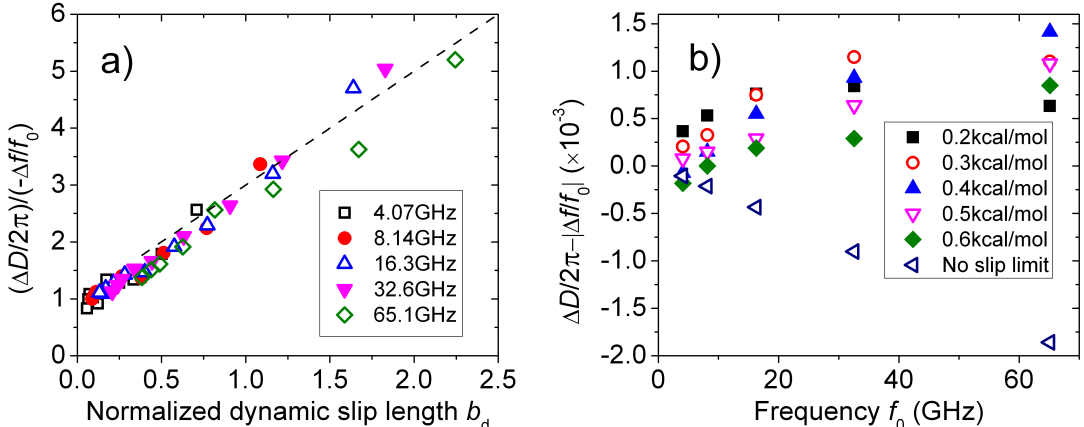 a)
6
5
4
3
2
1
0
(ΔD/2π)/(-Δf/f₀)
0.0 0.5 1.0 1.5 2.0 2.5
Normalized dynamic slip length b_d
4.07GHz
8.14GHz
16.3GHz
32.6GHz
65.1GHz
b)
1.5
1.0
0.5
0.0
-0.5
-1.0
-1.5
-2.0
ΔD/2π–|Δf/f₀| (×10⁻³)
0 20 40 60
Frequency f₀ (GHz)
0.2kcal/mol
0.3kcal/mol
0.4kcal/mol
0.5kcal/mol
0.6kcal/mol
No slip limit